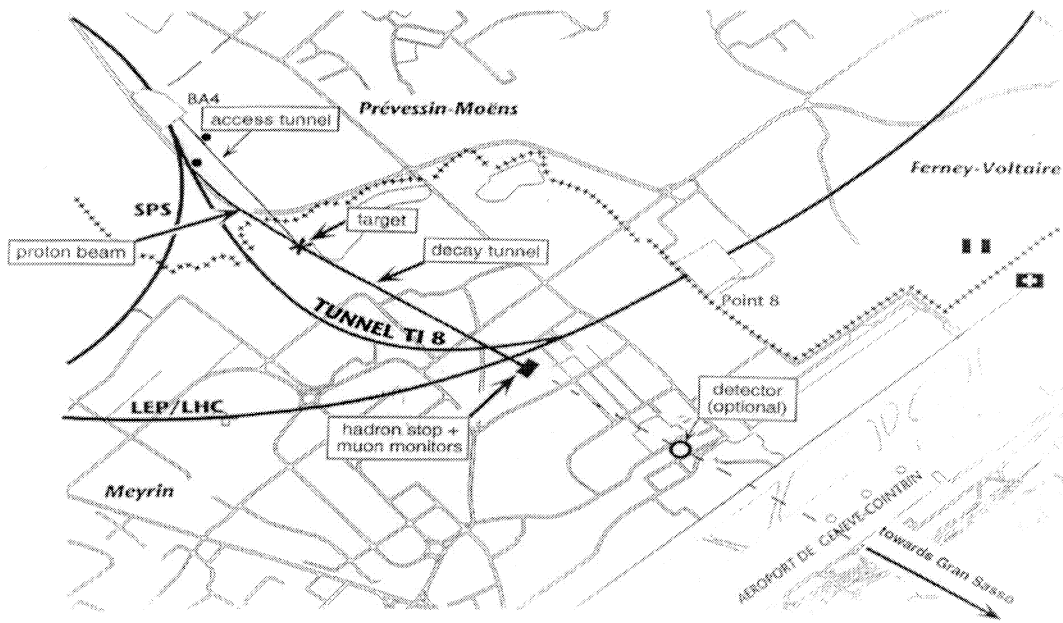 BA4
access tunnel
Prévessin-Moëns
Ferney-Voltaire
SPS
target
proton beam
decay tunnel
Point 8
TUNNEL TI 8
detector
(optional)
LEP/LHC
hadron stop +
muon monitors
Meyrin
AEROPORT DE GENEVE-COINTRIN
towards Gran Sasso